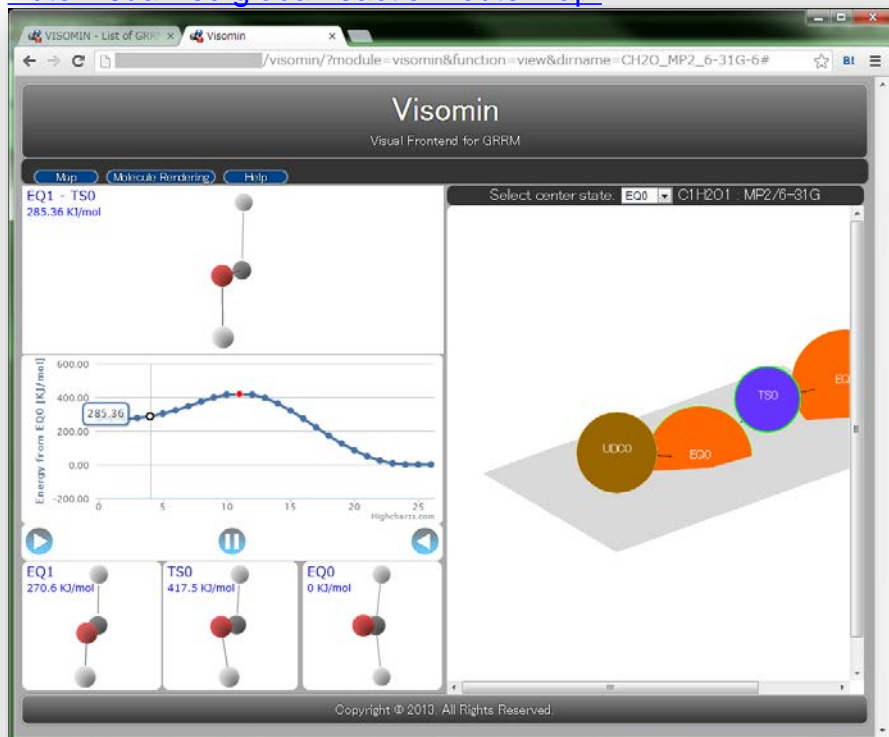 VISOMIN - List of GRR
Visomin
/visomin/?module=visomin&function=view&dirname=CH2O_MP2_6-31G-6#
B!
Visomin
Visual Frontend for GRRM
Map
Molecule Rendering
Help
EQ1 - TS0
285.36 KJ/mol
Select center state:
EQ0
C1H2O1 : MP2/6-31G
Energy from EQ0 [KJ/mol]
600.00
400.00
200.00
0.00
-200.00
285.36
0
5
10
15
20
25
Highcharts.com
UDC0
EQ0
TS0
EQ
EQ1
270.6 KJ/mol
TS0
417.5 KJ/mol
EQ0
0 KJ/mol
Copyright © 2013. All Rights Reserved.